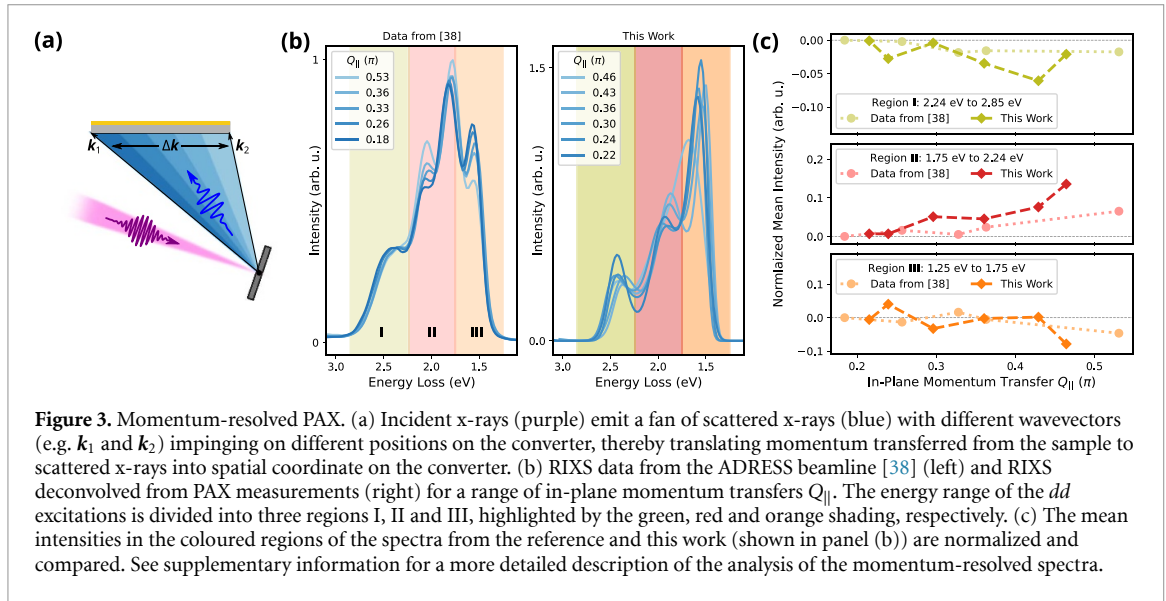 (a)
k1
Δk
k2
(b)
Data from [38]
This Work
Q|| (π)
0.53
0.36
0.33
0.26
0.18
Q|| (π)
0.46
0.43
0.36
0.30
0.24
0.22
Intensity (arb. u.)
1
0
I
II
III
3.0
2.5
2.0
1.5
Energy Loss (eV)
Intensity (arb. u.)
1.5
0.0
3.0
2.5
2.0
1.5
Energy Loss (eV)
(c)
Normlaized Mean Intensity (arb. u.)
0.00
−0.05
−0.10
Region I: 2.24 eV to 2.85 eV
Data from [38]
This Work
0.2
0.1
0.0
Region II: 1.75 eV to 2.24 eV
Data from [38]
This Work
0.1
0.0
−0.1
Region III: 1.25 eV to 1.75 eV
Data from [38]
This Work
0.2
0.3
0.4
0.5
In-Plane Momentum Transfer Q|| (π)
Figure 3. Momentum-resolved PAX. (a) Incident x-rays (purple) emit a fan of scattered x-rays (blue) with different wavevectors
(e.g. k1 and k2) impinging on different positions on the converter, thereby translating momentum transferred from the sample to
scattered x-rays into spatial coordinate on the converter. (b) RIXS data from the ADRESS beamline [38] (left) and RIXS
deconvolved from PAX measurements (right) for a range of in-plane momentum transfers Q||. The energy range of the dd
excitations is divided into three regions I, II and III, highlighted by the green, red and orange shading, respectively. (c) The mean
intensities in the coloured regions of the spectra from the reference and this work (shown in panel (b)) are normalized and
compared. See supplementary information for a more detailed description of the analysis of the momentum-resolved spectra.